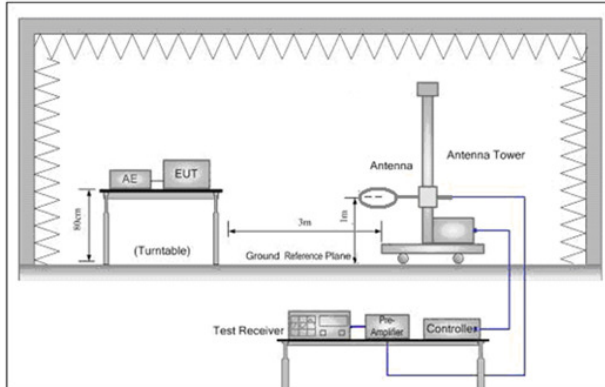 AE
EUT
80cm
(Turntable)
3m
Antenna
Antenna Tower
1m
Ground Reference Plane
Test Receiver
Pre-
Amplifier
Controller